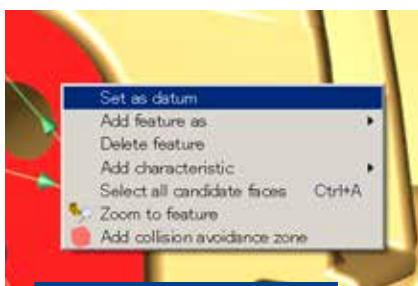 Set as datum
Add feature as
Delete feature
Add characteristic
Select all candidate faces Ctrl+A
Zoom to feature
Add collision avoidance zone